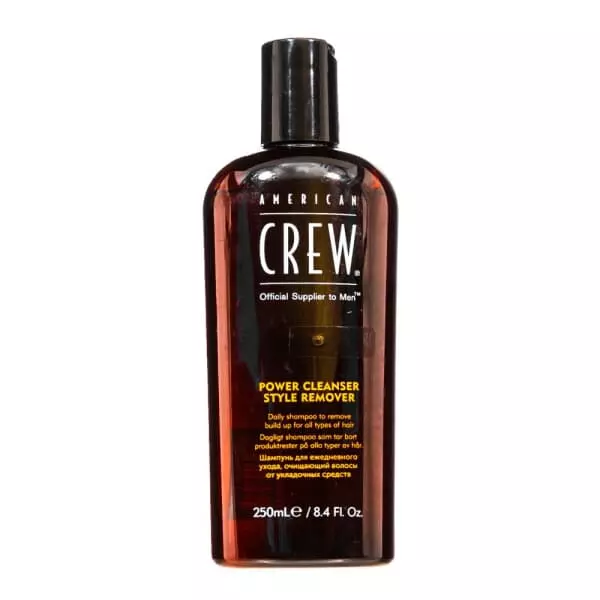 AMERICAN
CREW®
Official Supplier to Men™
POWER CLEANSER
STYLE REMOVER
Daily shampoo to remove
build up for all types of hair
Dagligt shampoo som tar bort
produktrester på alla typer av hår.
Шампунь для ежедневного
ухода, очищающий волосы
от укладочных средств
250mL℮ / 8.4 Fl. Oz.